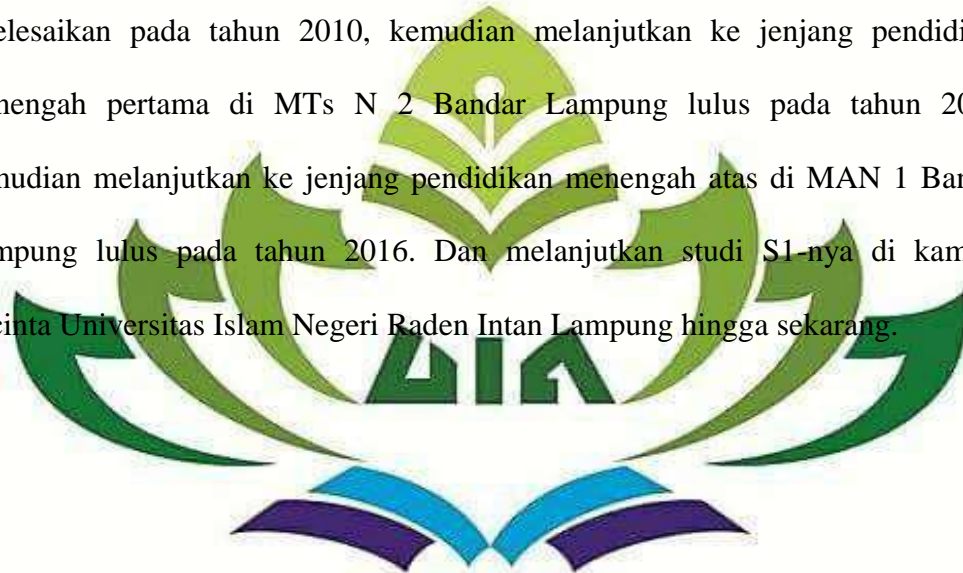 elesaikan pada tahun 2010, kemudian melanjutkan ke jenjang pendidi
nengah pertama di MTs N 2 Bandar Lampung lulus pada tahun 20
nudian melanjutkan ke jenjang pendidikan menengah atas di MAN 1 Ban
mpung lulus pada tahun 2016. Dan melanjutkan studi S1-nya di kam
cinta Universitas Islam Negeri Raden Intan Lampung hingga sekarang.
UIN